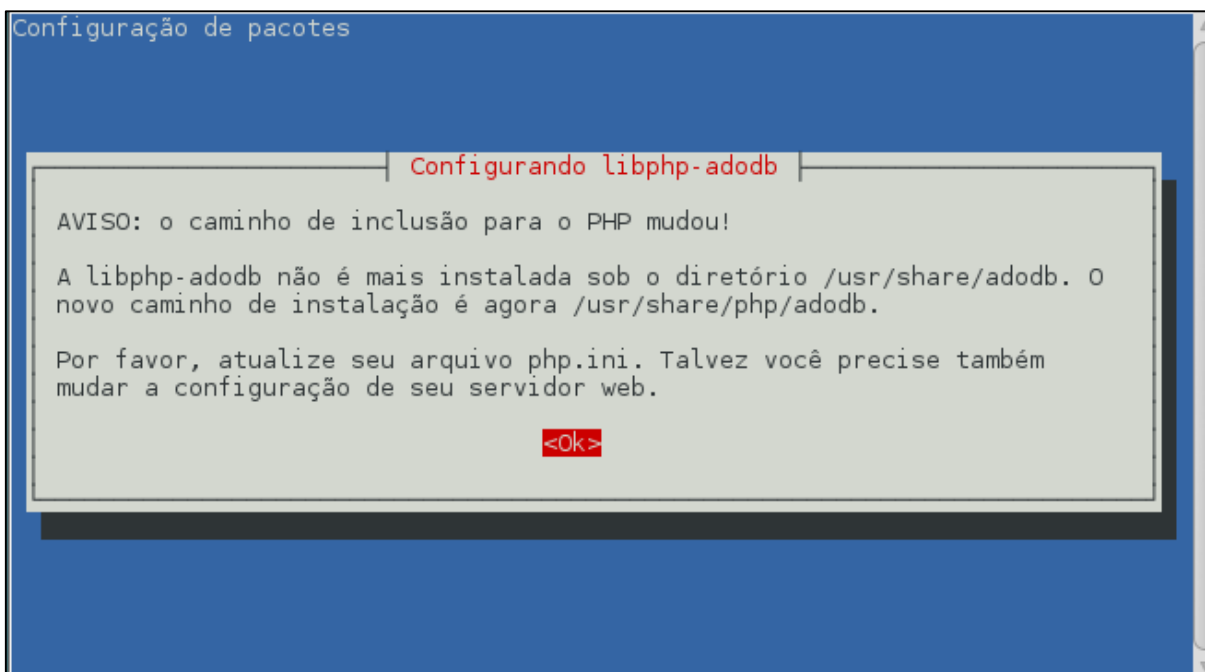 Configuração de pacotes
Configurando libphp-adodb
AVISO: o caminho de inclusão para o PHP mudou!
A libphp-adodb não é mais instalada sob o diretório /usr/share/adodb. O
novo caminho de instalação é agora /usr/share/php/adodb.
Por favor, atualize seu arquivo php.ini. Talvez você precise também
mudar a configuração de seu servidor web.
<Ok>